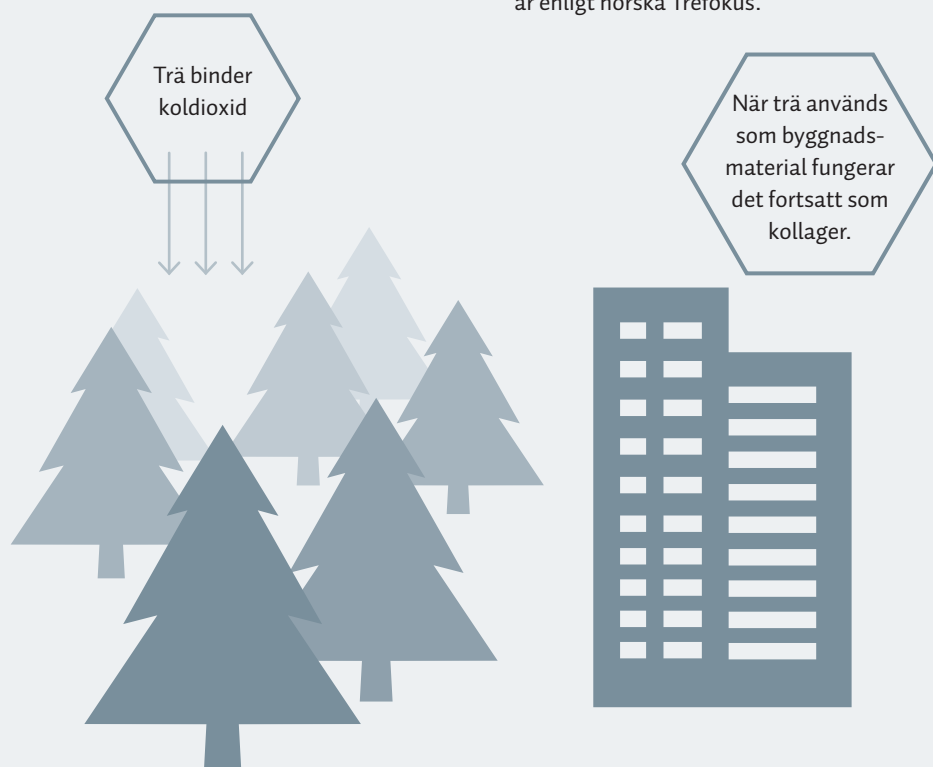 är enligt norska Trefokus.
Trä binder
koldioxid
När trä används
som byggnads-
material fungerar
det fortsatt som
kollager.